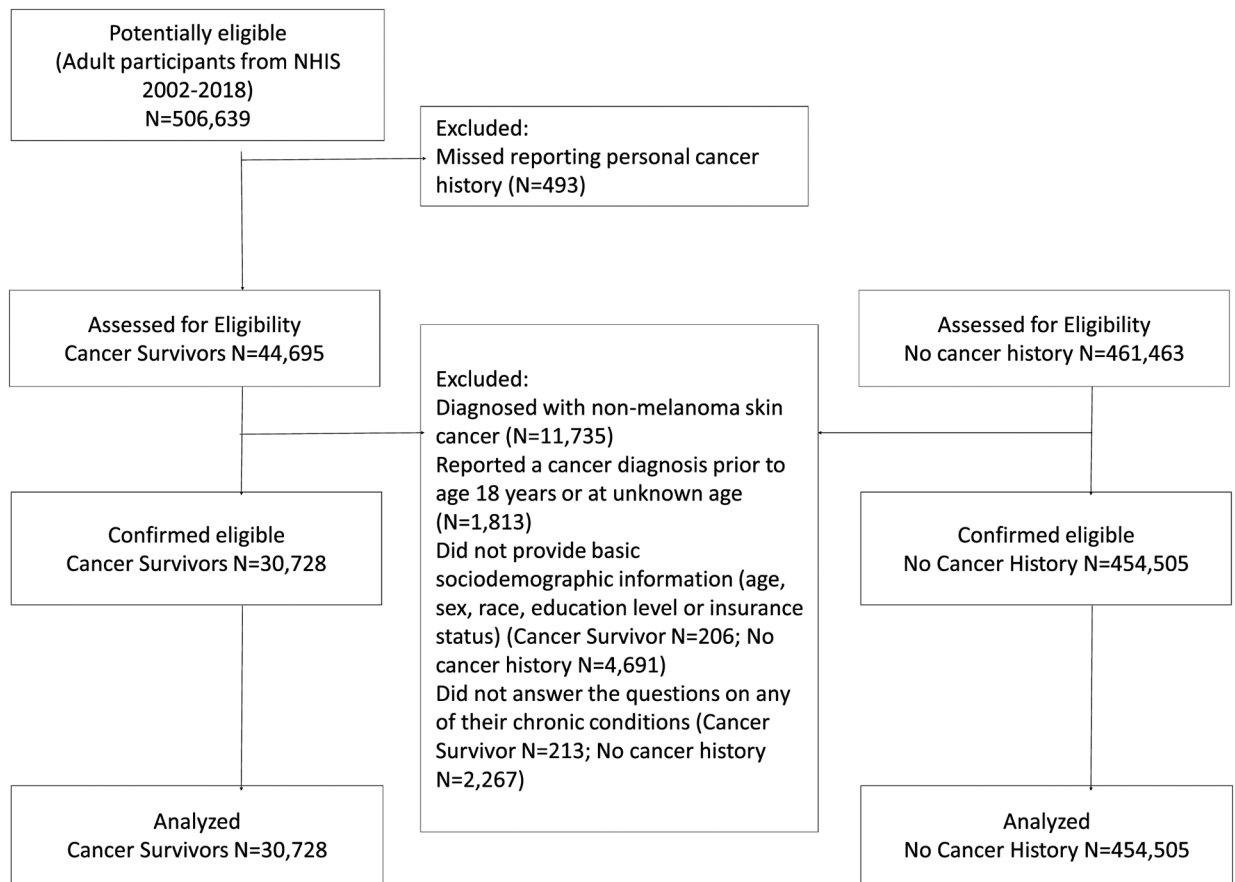 Potentially eligible
(Adult participants from NHIS
2002-2018)
N=506,639
Excluded:
Missed reporting personal cancer
history (N=493)
Assessed for Eligibility
Cancer Survivors N=44,695
Assessed for Eligibility
No cancer history N=461,463
Excluded:
Diagnosed with non-melanoma skin
cancer (N=11,735)
Reported a cancer diagnosis prior to
age 18 years or at unknown age
(N=1,813)
Did not provide basic
sociodemographic information (age,
sex, race, education level or insurance
status) (Cancer Survivor N=206; No
cancer history N=4,691)
Did not answer the questions on any
of their chronic conditions (Cancer
Survivor N=213; No cancer history
N=2,267)
Confirmed eligible
Cancer Survivors N=30,728
Confirmed eligible
No Cancer History N=454,505
Analyzed
Cancer Survivors N=30,728
Analyzed
No Cancer History N=454,505